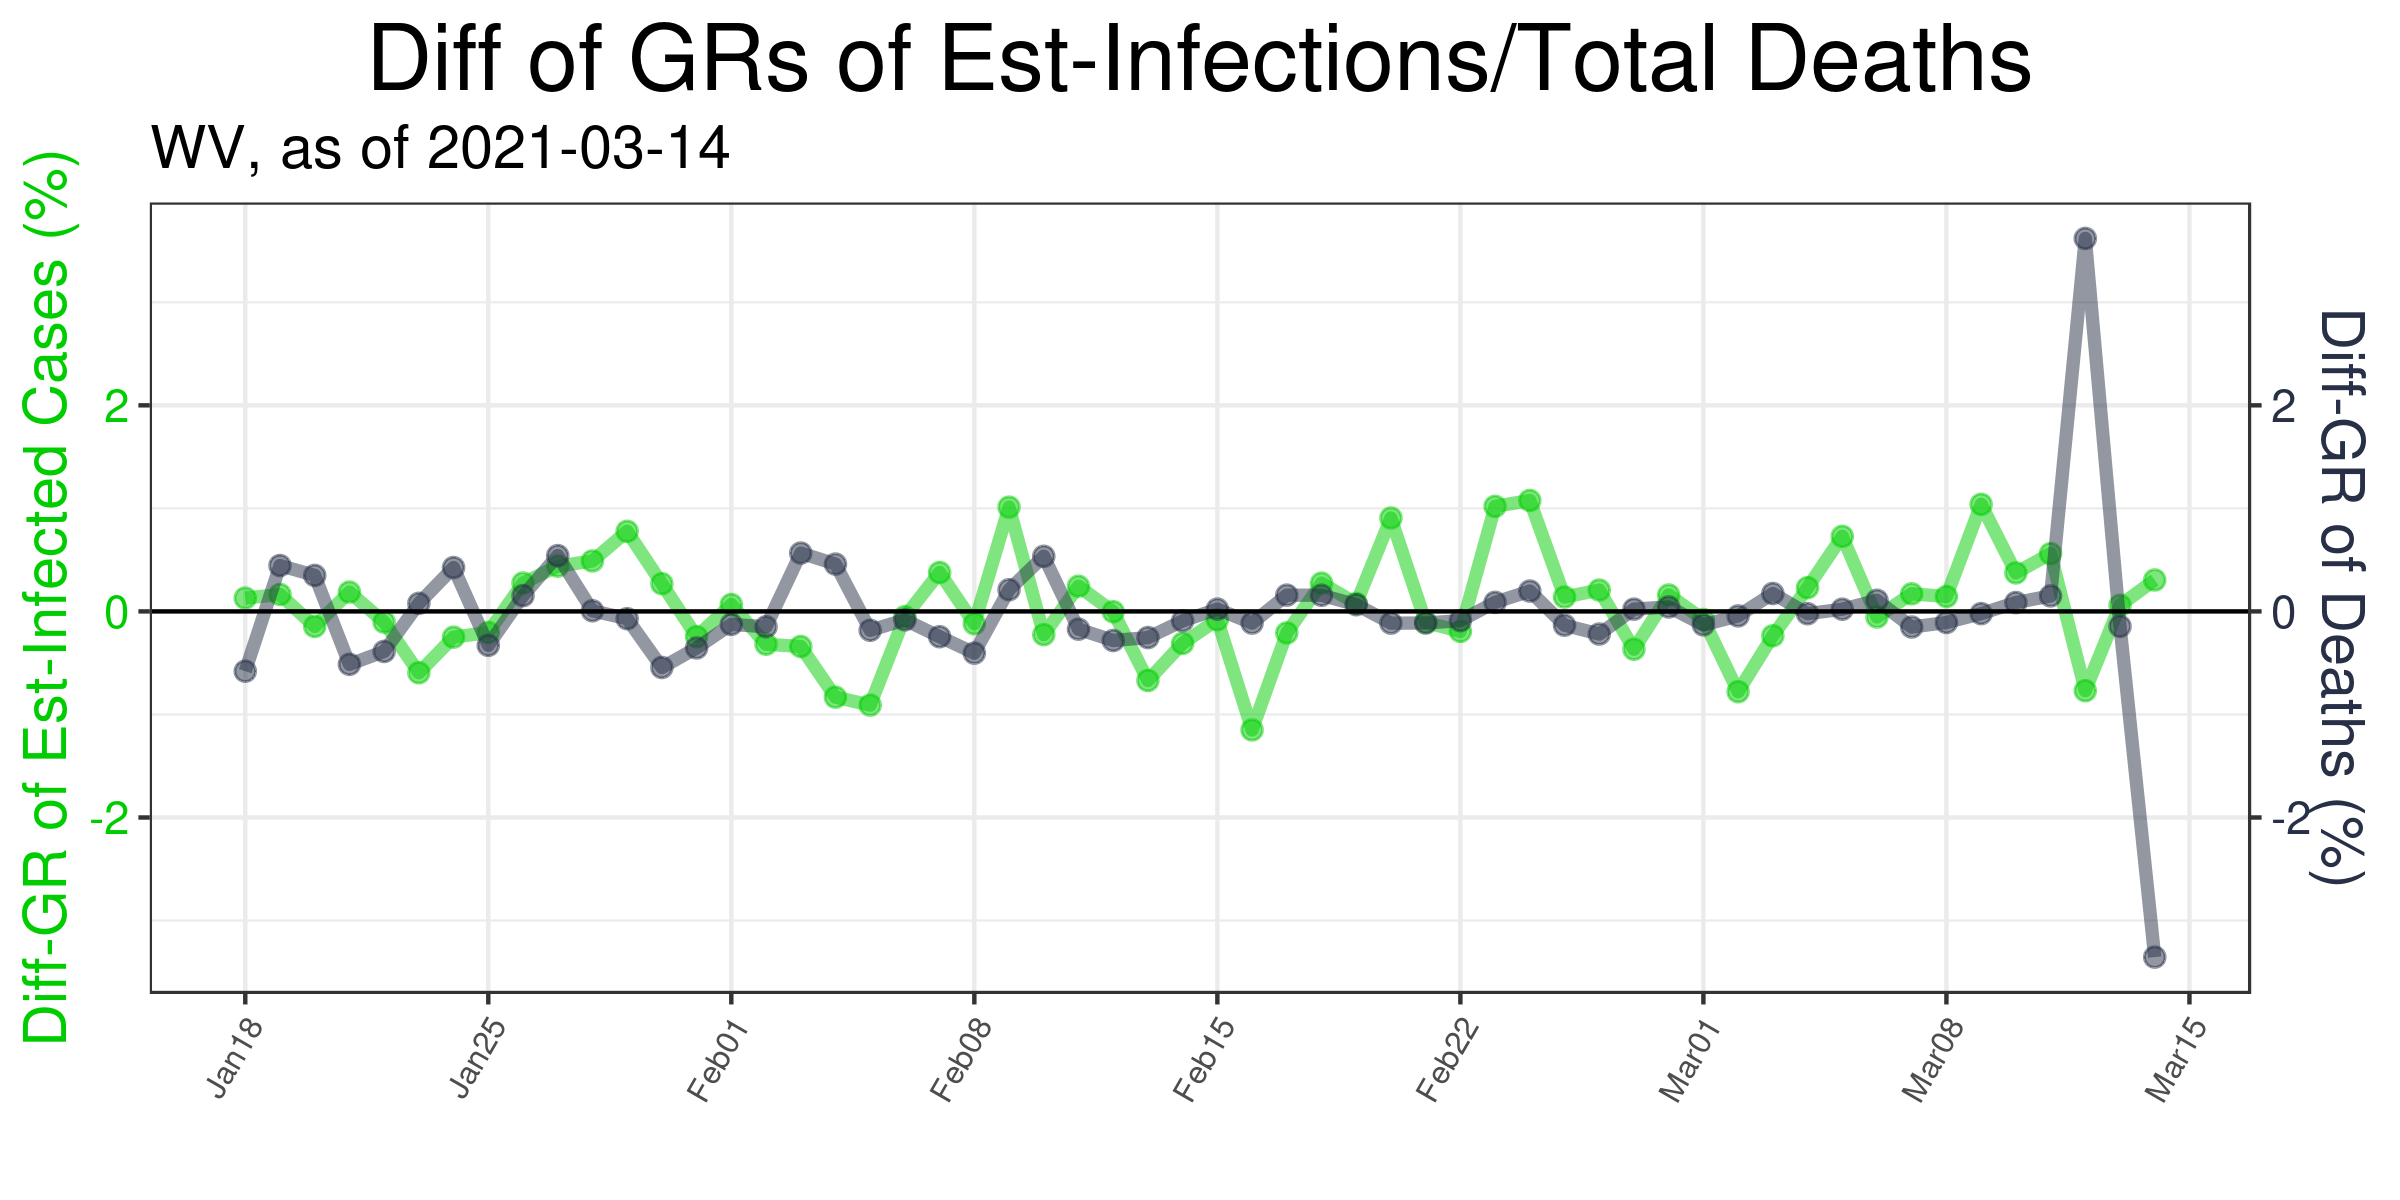 Diff of GRs of Est-Infections/Total Deaths
WV, as of 2021-03-14
Diff-GR of Est-Infected Cases (%)
2
0
-2
2
0
-2
Diff-GR of Deaths (%)
Jan18
Jan25
Feb01
Feb08
Feb15
Feb22
Mar01
Mar08
Mar15